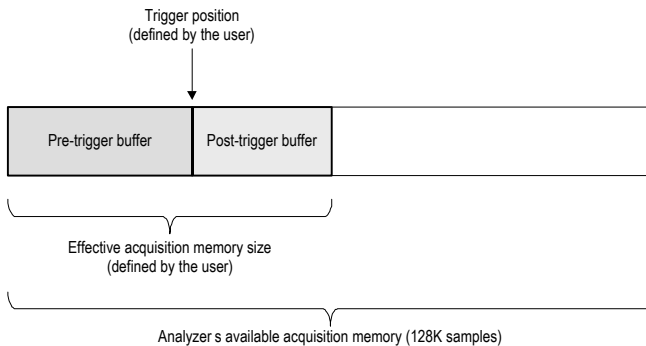 Trigger position
(defined by the user)
Pre-trigger buffer
Post-trigger buffer
Effective acquisition memory size
(defined by the user)
Analyzer s available acquisition memory (128K samples)